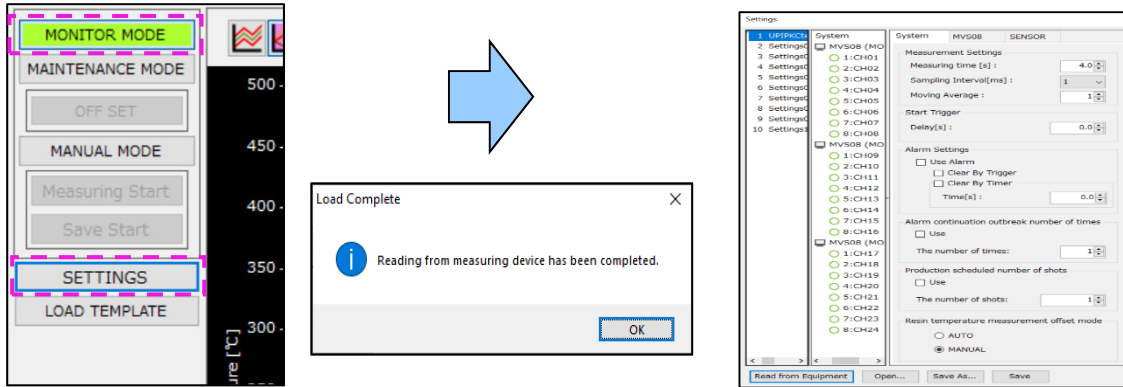 MONITOR MODE
MAINTENANCE MODE
OFF SET
MANUAL MODE
Measuring Start
Save Start
SETTINGS
LOAD TEMPLATE
500
450
400
350
300
ure [℃]
Load Complete
Reading from measuring device has been completed.
OK
Settings
1 UPIPKC
2 Settings
3 Settings
4 Settings
5 Settings
6 Settings
7 Settings
8 Settings
9 Settings
10 Settings
System
MVS08 (MO
1:CH01
2:CH02
3:CH03
4:CH04
5:CH05
6:CH06
7:CH07
8:CH08
MVS08 (MO
1:CH09
2:CH10
3:CH11
4:CH12
5:CH13
6:CH14
7:CH15
8:CH16
MVS08 (MO
1:CH17
2:CH18
3:CH19
4:CH20
5:CH21
6:CH22
7:CH23
8:CH24
System MVS08 SENSOR
Measurement Settings
Measuring time [s] : 4.0
Sampling Interval[ms] : 1
Moving Average : 1
Start Trigger
Delay[s] : 0.0
Alarm Settings
Use Alarm
Clear By Trigger
Clear By Timer
Time[s] : 0.0
Alarm continuation outbreak number of times
Use
The number of times: 1
Production scheduled number of shots
Use
The number of shots: 1
Resin temperature measurement offset mode
AUTO
MANUAL
Read from Equipment Open... Save As... Save